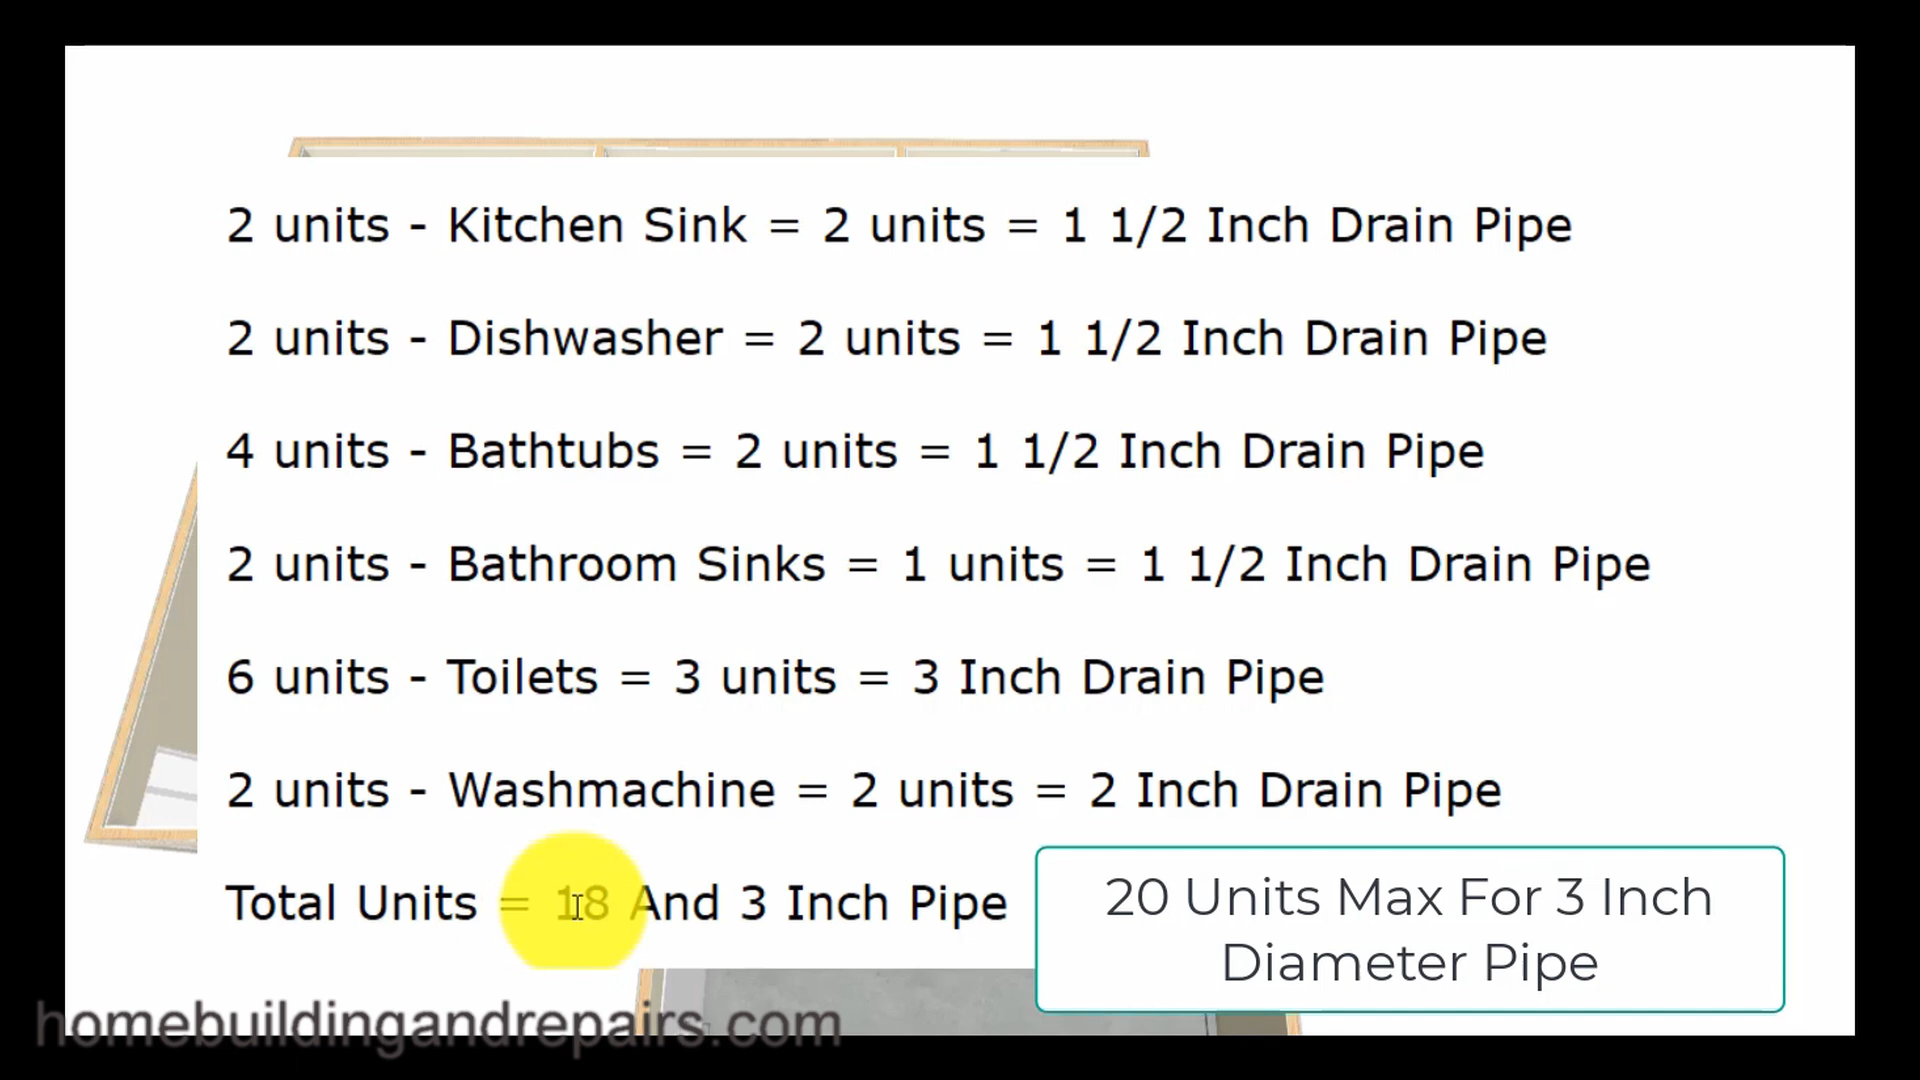 2 units - Kitchen Sink = 2 units = 1 1/2 Inch Drain Pipe
2 units - Dishwasher = 2 units = 1 1/2 Inch Drain Pipe
4 units - Bathtubs = 2 units = 1 1/2 Inch Drain Pipe
2 units - Bathroom Sinks = 1 units = 1 1/2 Inch Drain Pipe
6 units - Toilets = 3 units = 3 Inch Drain Pipe
2 units - Washmachine = 2 units = 2 Inch Drain Pipe
Total Units = 18 And 3 Inch Pipe
20 Units Max For 3 Inch
Diameter Pipe
homebuildingandrepairs.com